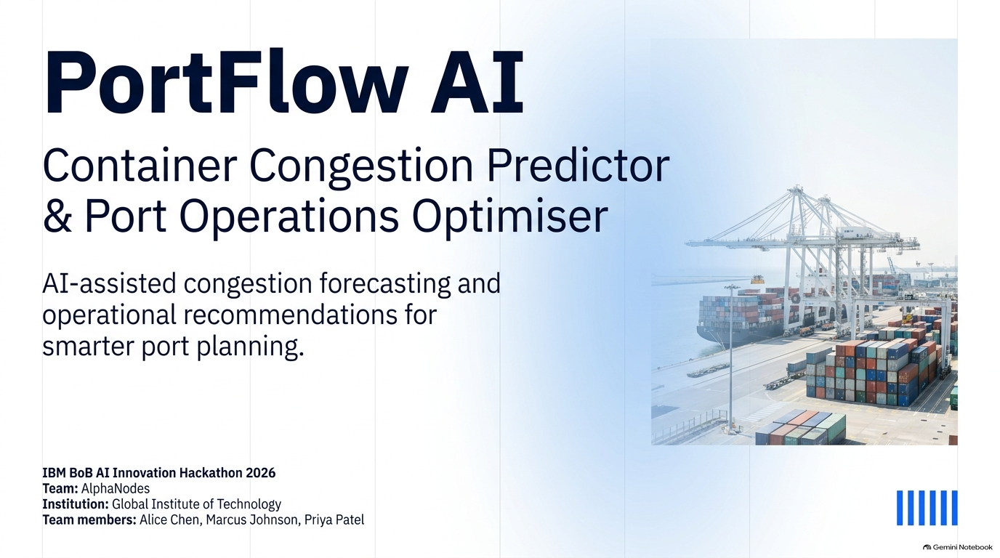 PortFlow AI
Container Congestion Predictor
& Port Operations Optimiser
AI-assisted congestion forecasting and
operational recommendations for
smarter port planning.
IBM BoB AI Innovation Hackathon 2026
Team: AlphaNodes
Institution: Global Institute of Technology
Team members: Alice Chen, Marcus Johnson, Priya Patel
Gemini Notebook